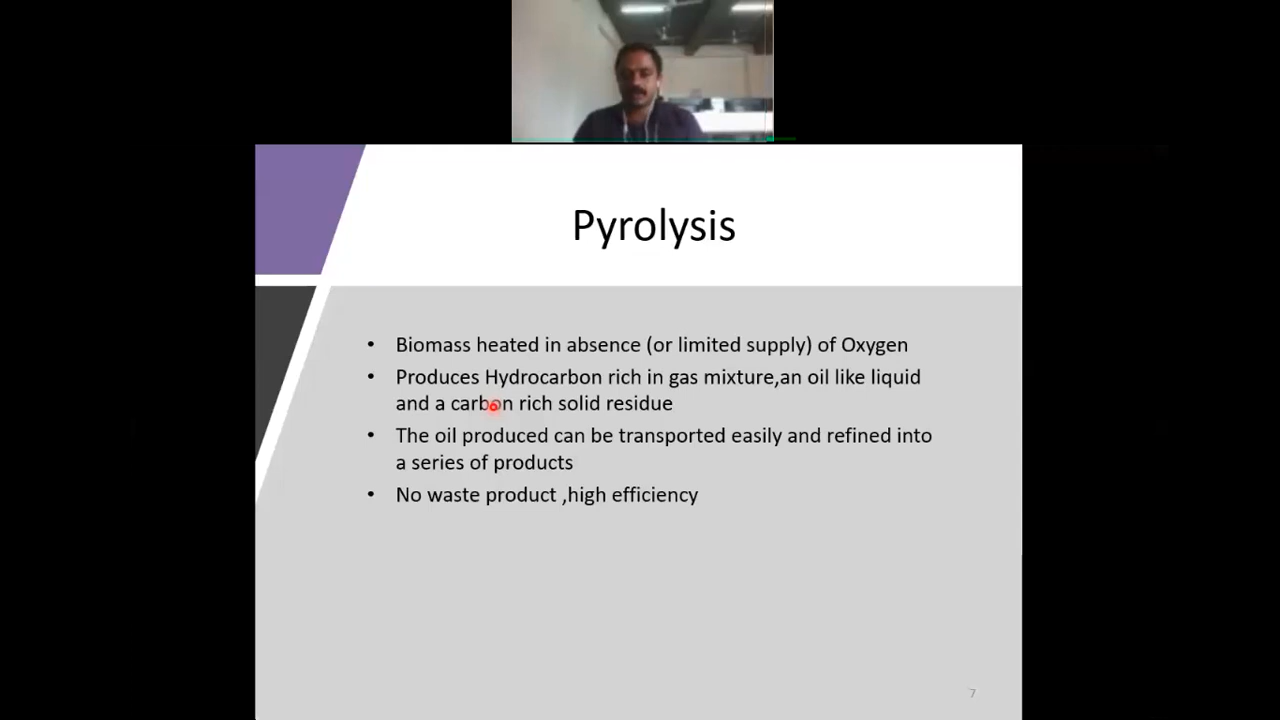 Pyrolysis
• Biomass heated in absence (or limited supply) of Oxygen
• Produces Hydrocarbon rich in gas mixture,an oil like liquid
and a carbon rich solid residue
• The oil produced can be transported easily and refined into
a series of products
• No waste product ,high efficiency
7